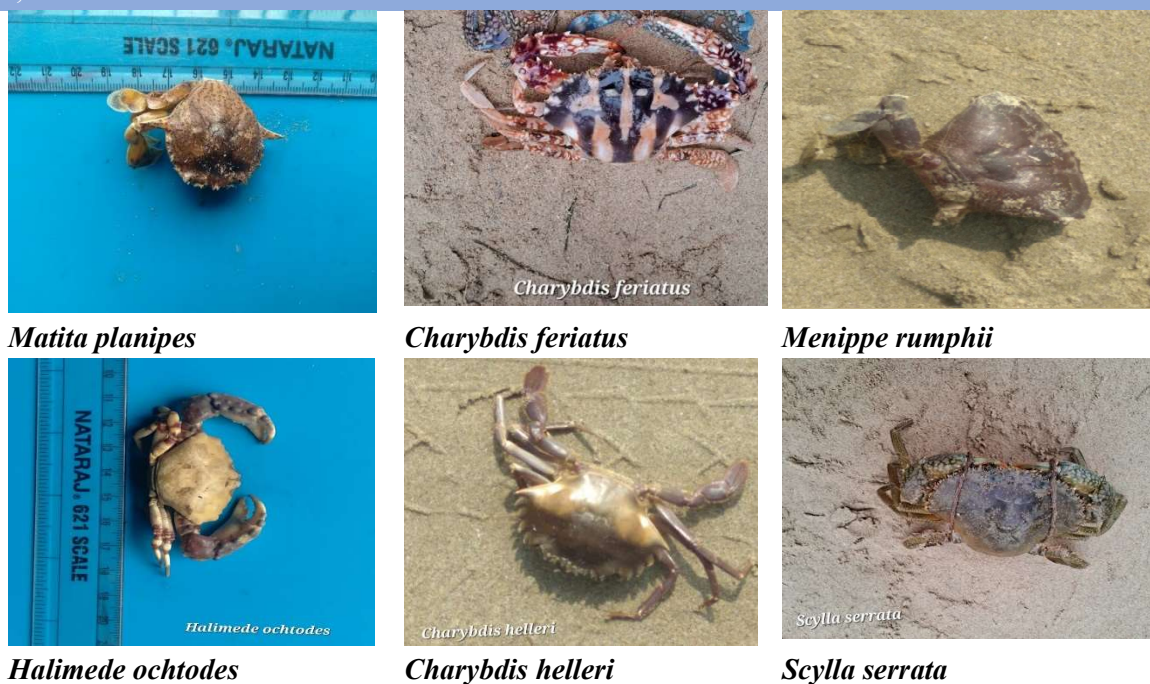 NATARAJ. 621 SCALE
Charybdis feriatus
Matita planipes
Charybdis feriatus
Menippe rumphii
NATARAJ. 621 SCALE
Halimede ochtodes
Charybdis helleri
Scylla serrata
Halimede ochtodes
Charybdis helleri
Scylla serrata